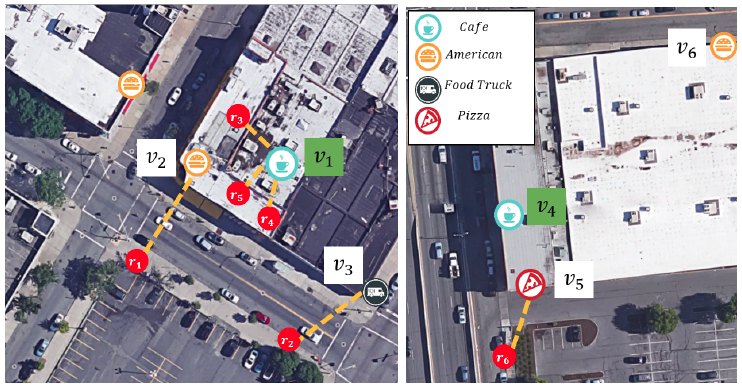 Cafe
American
Food Truck
Pizza
v6
r3
v2
v1
r5
r4
v4
r1
v3
v5
r2
r6